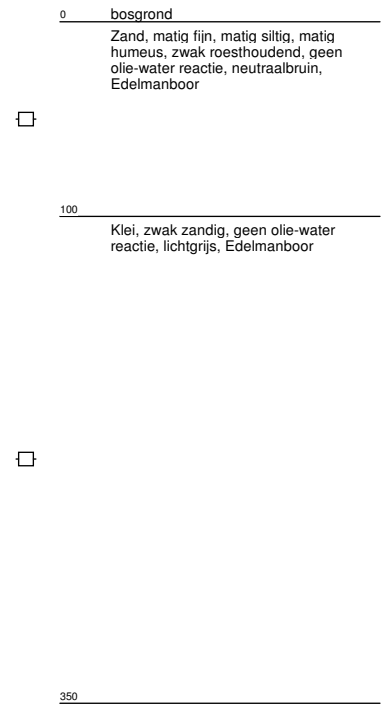 0 bosgrond
Zand, matig fijn, matig siltig, matig
humeus, zwak roesthoudend, geen
olie-water reactie, neutraalbruin,
Edelmanboor
100
Klei, zwak zandig, geen olie-water
reactie, lichtgrijs, Edelmanboor
350